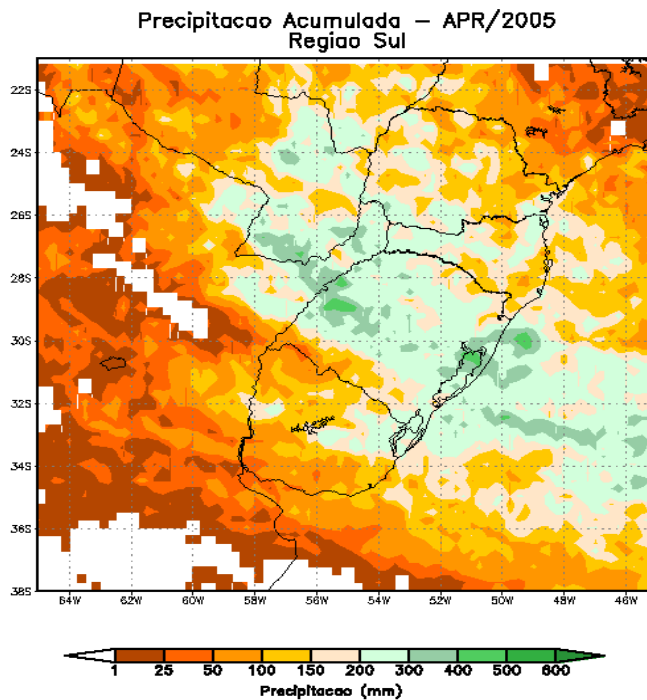 Precipitacao Acumulada - APR/2005
Regiao Sul
22S
24S
26S
28S
30S
32S
34S
36S
38S
64W 62W 60W 58W 56W 54W 52W 50W 48W 46W
1 25 50 100 150 200 300 400 500 600
Precipitacao (mm)